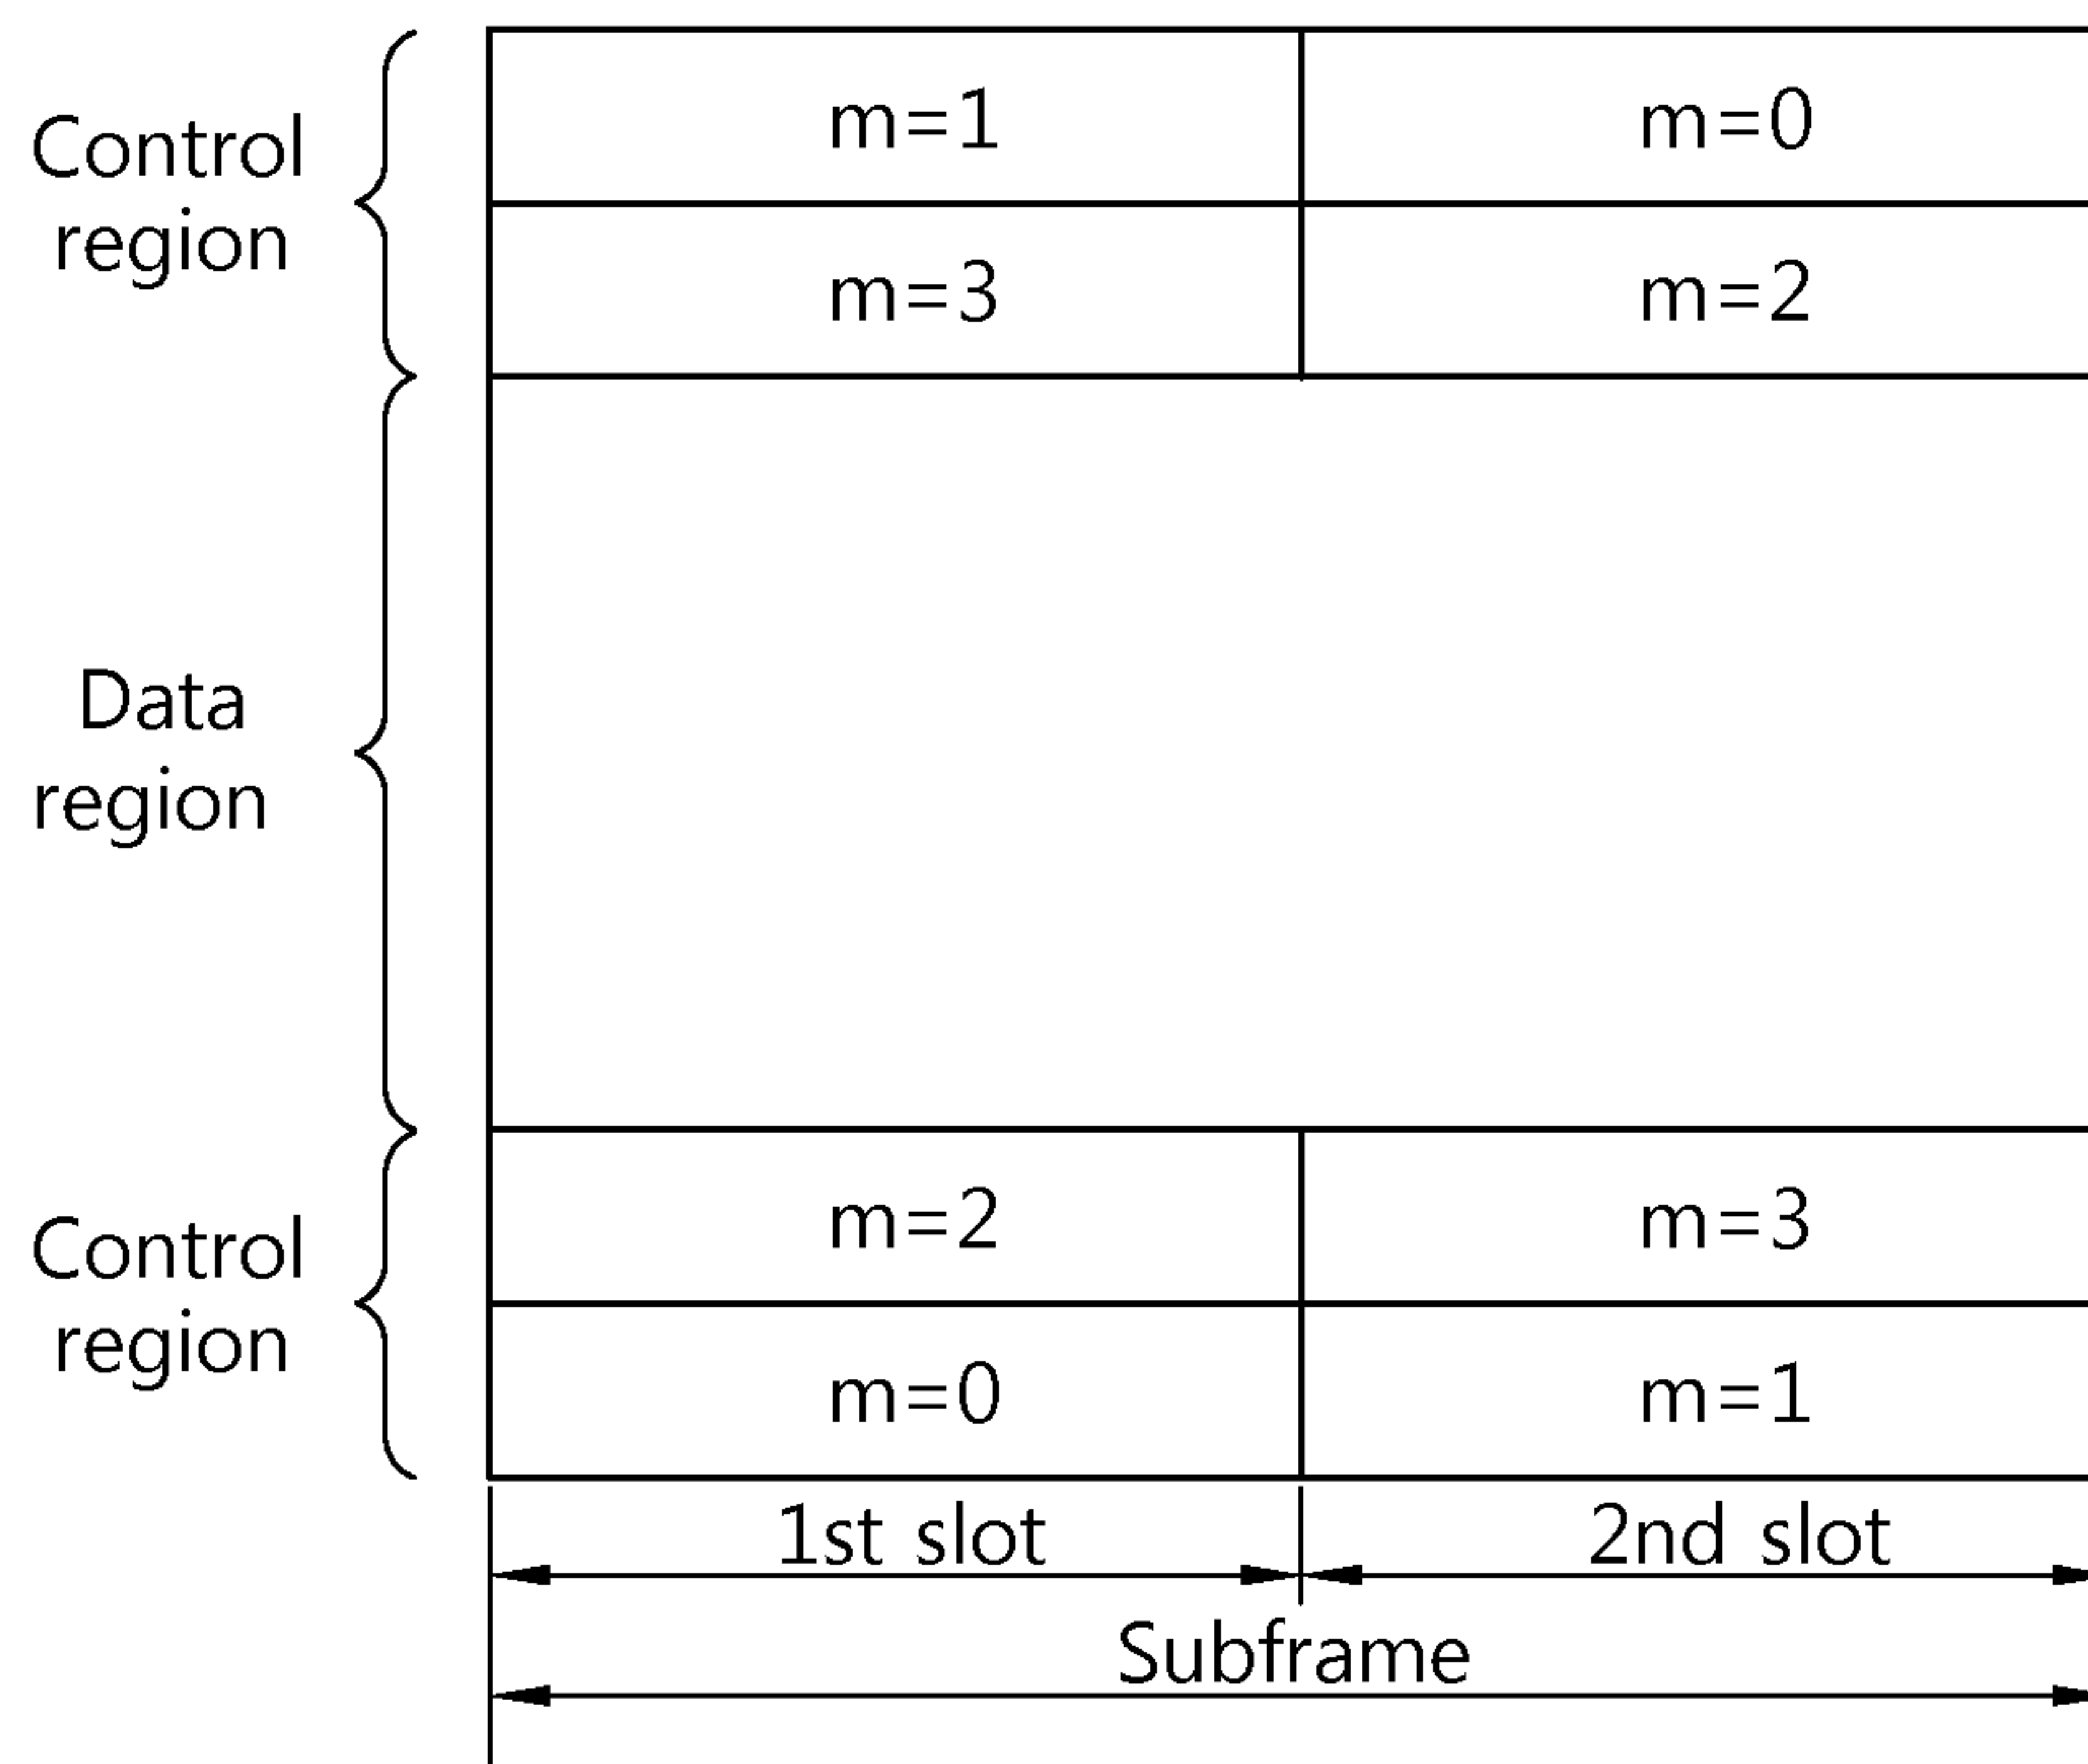 Control
region
m=1
m=0
m=3
m=2
Data
region
Control
region
m=2
m=3
m=0
m=1
1st slot
2nd slot
Subframe